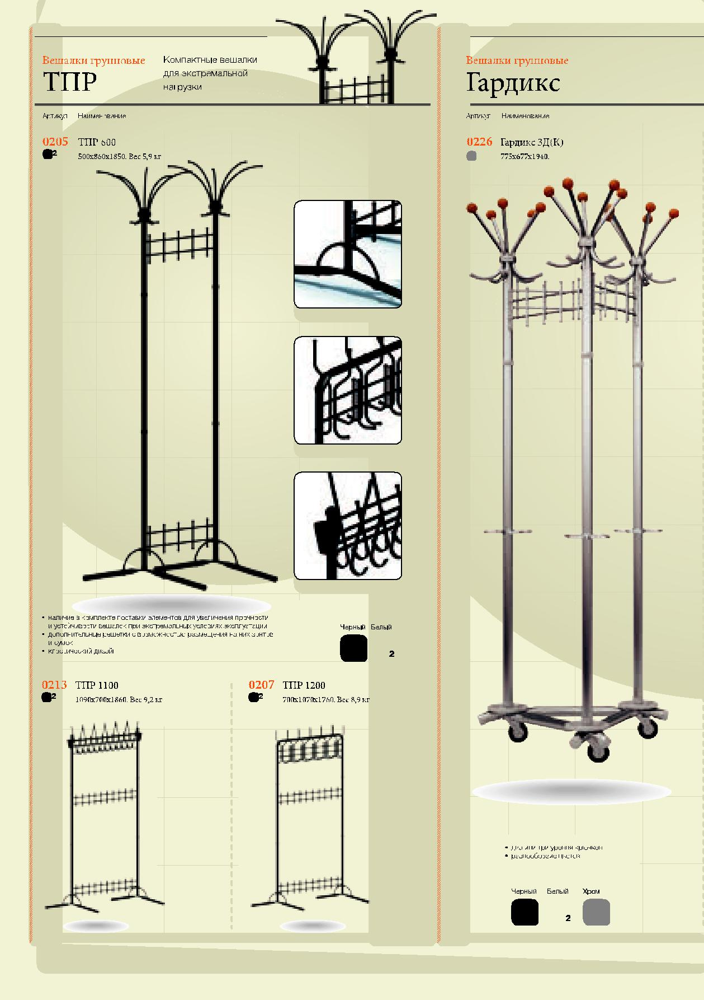 Вешалки групповые
ТПР
Компактные вешалки
для экстремальной
нагрузки
Артикул Наименование
0205 ТПР 600
2
500х860х1850. Вес 5,9 кг
• наличие в комплекте поставки элементов для увеличения прочности
и устойчивости вешалок при экстремальных условиях эксплуатации
• дополнительные решетки с возможностью размещения на них зонтов
и сумок
• классический дизайн
Черный Белый
2
0213 ТПР 1100
2
1090х700х1860. Вес 9,2 кг
0207 ТПР 1200
2
700х1070х1760. Вес 8,9 кг
Вешалки групповые
Гардикс
Артикул Наименование
0226 Гардикс 3Д(К)
775х677х1940.
• два или три уровня крючков
• разнообразие цветов
Черный Белый Хром
2